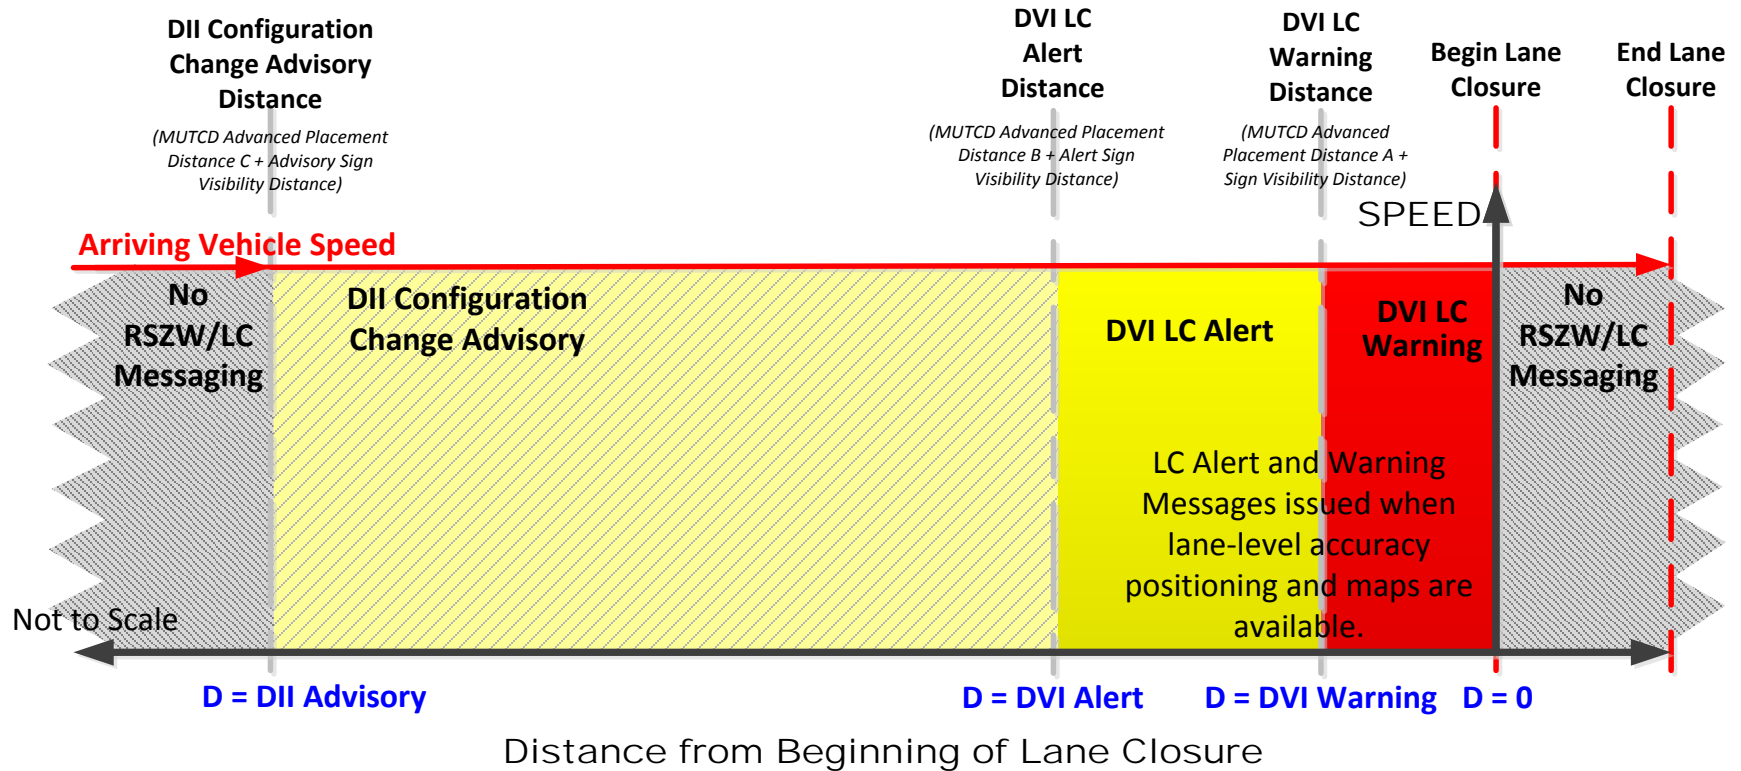 DII Configuration
Change Advisory
Distance
(MUTCD Advanced Placement
Distance C + Advisory Sign
Visibility Distance)
DVI LC
Alert
Distance
(MUTCD Advanced Placement
Distance B + Alert Sign
Visibility Distance)
DVI LC
Warning
Distance
(MUTCD Advanced
Placement Distance A +
Sign Visibility Distance)
Begin Lane
Closure
End Lane
Closure
SPEED
Arriving Vehicle Speed
No
RSZW/LC
Messaging
DII Configuration
Change Advisory
DVI LC Alert
DVI LC
Warning
No
RSZW/LC
Messaging
LC Alert and Warning
Messages issued when
lane-level accuracy
positioning and maps are
available.
Not to Scale
D = DII Advisory
D = DVI Alert
D = DVI Warning
D = 0
Distance from Beginning of Lane Closure